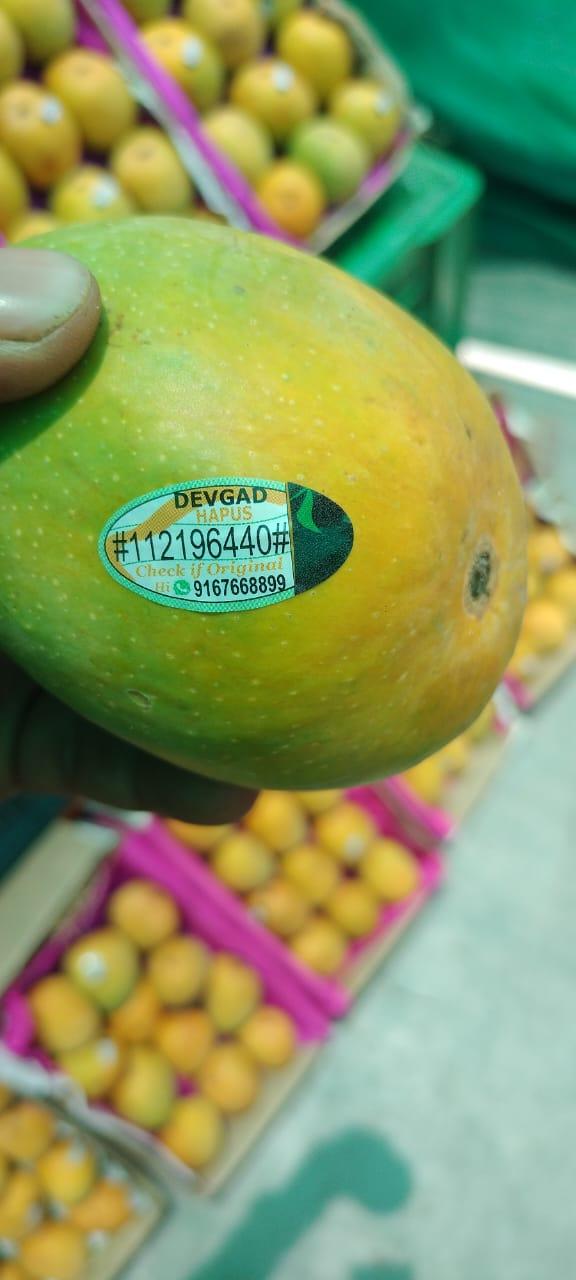 DEVGAD
HAPUS
#112196440#
Check if Original
Hi 9167668899